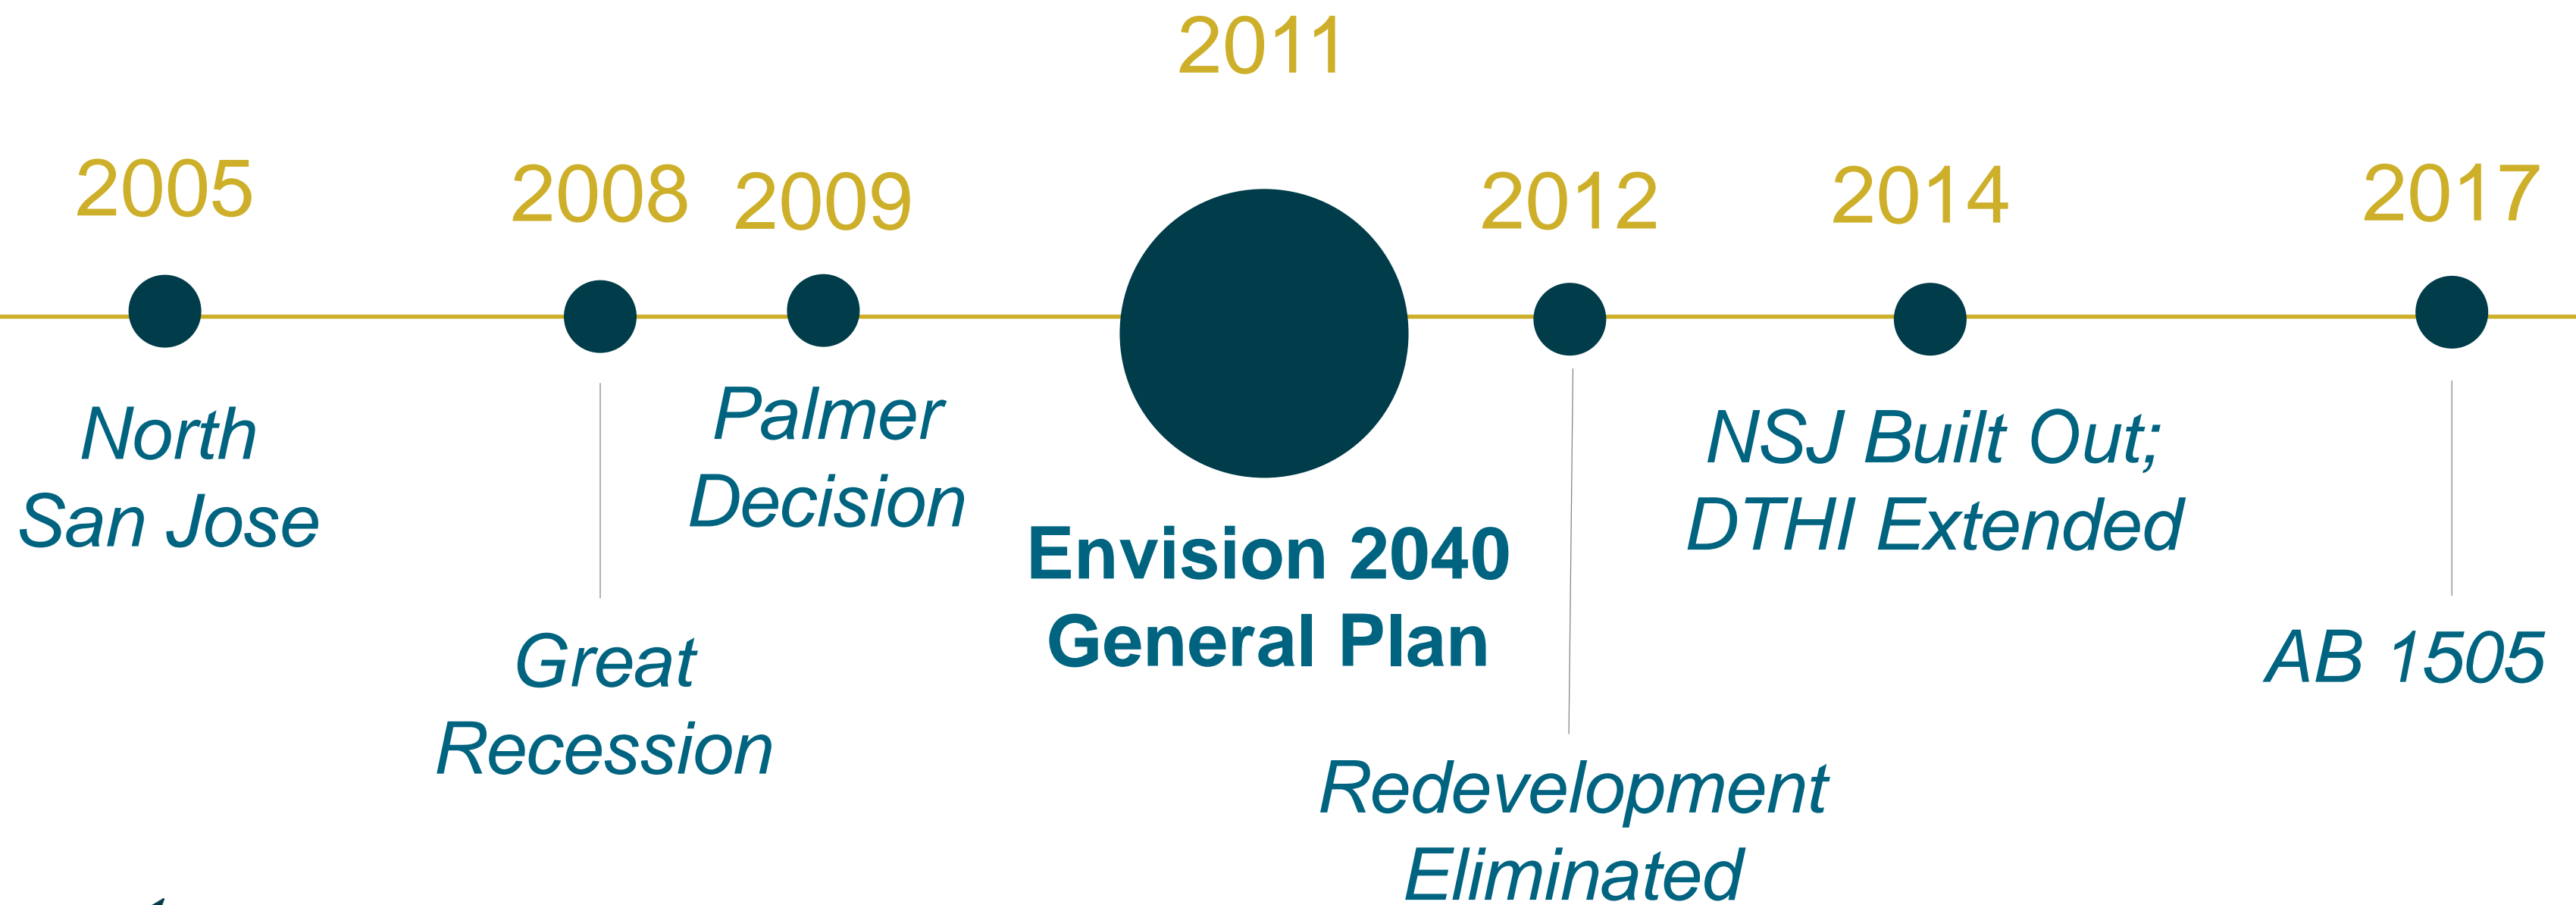 2011
2005
2008
2009
2012
2014
2017
North
San Jose
Great
Recession
Palmer
Decision
Envision 2040
General Plan
Redevelopment
Eliminated
NSJ Built Out;
DTHI Extended
AB 1505